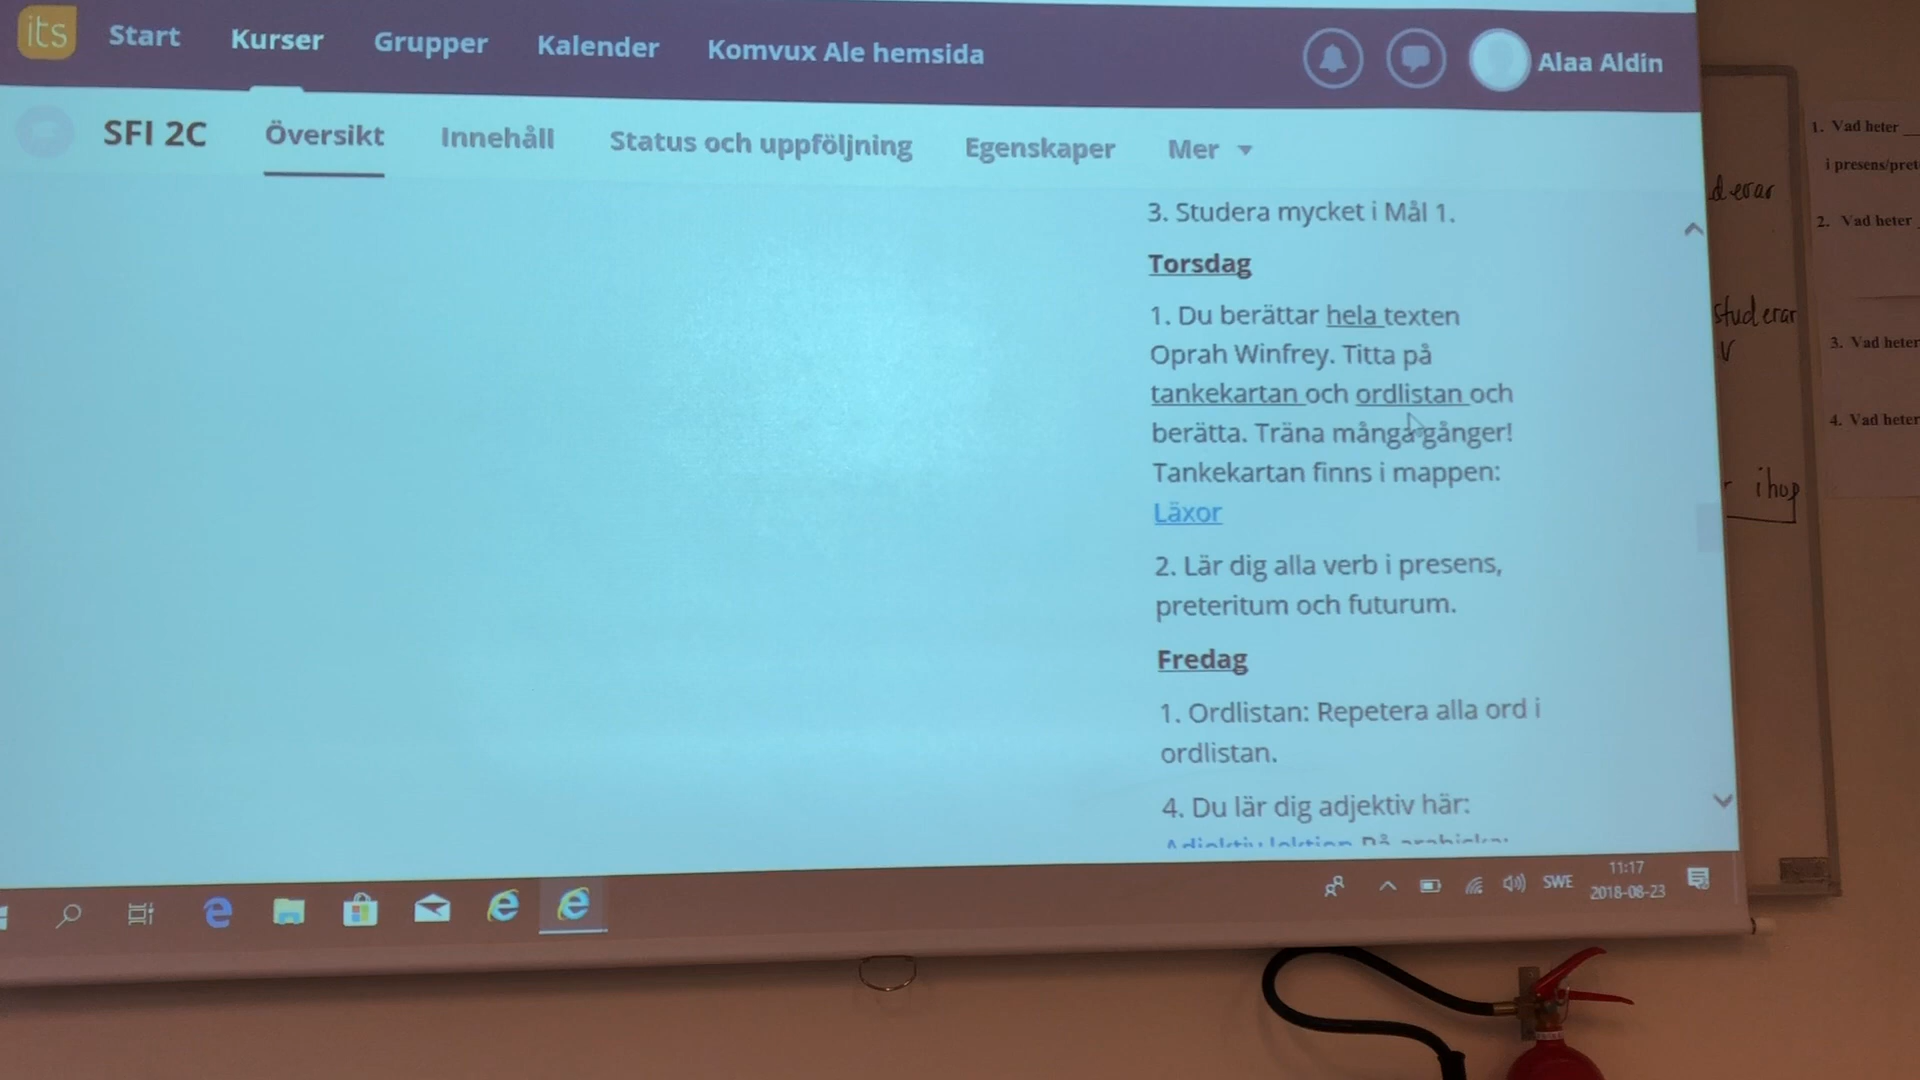 its Start Kurser Grupper Kalender Komvux Ale hemsida Alaa Aldin
SFI 2C Översikt Innehåll Status och uppföljning Egenskaper Mer
3. Studera mycket i Mål 1.
Torsdag
1. Du berättar hela texten
Oprah Winfrey. Titta på
tankekartan och ordlistan och
berätta. Träna många gånger!
Tankekartan finns i mappen:
Läxor
2. Lär dig alla verb i presens,
preteritum och futurum.
Fredag
1. Ordlistan: Repetera alla ord i
ordlistan.
4. Du lär dig adjektiv här:
SWE
11:17
2018-08-23
derar
studerar
ihop
1. Vad heter
i presens/pret
2. Vad heter
3. Vad heter
4. Vad heter